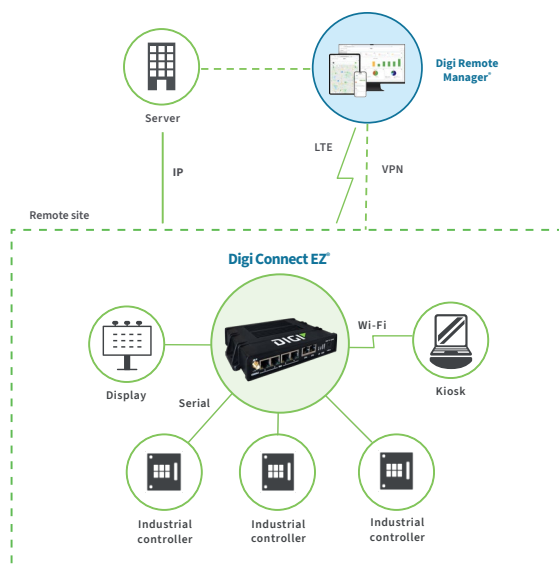 Digi Remote
Manager®
Server
LTE
VPN
IP
Remote site
Digi Connect EZ®
DIGI
Wi-Fi
Display
Kiosk
Serial
Industrial
controller
Industrial
controller
Industrial
controller